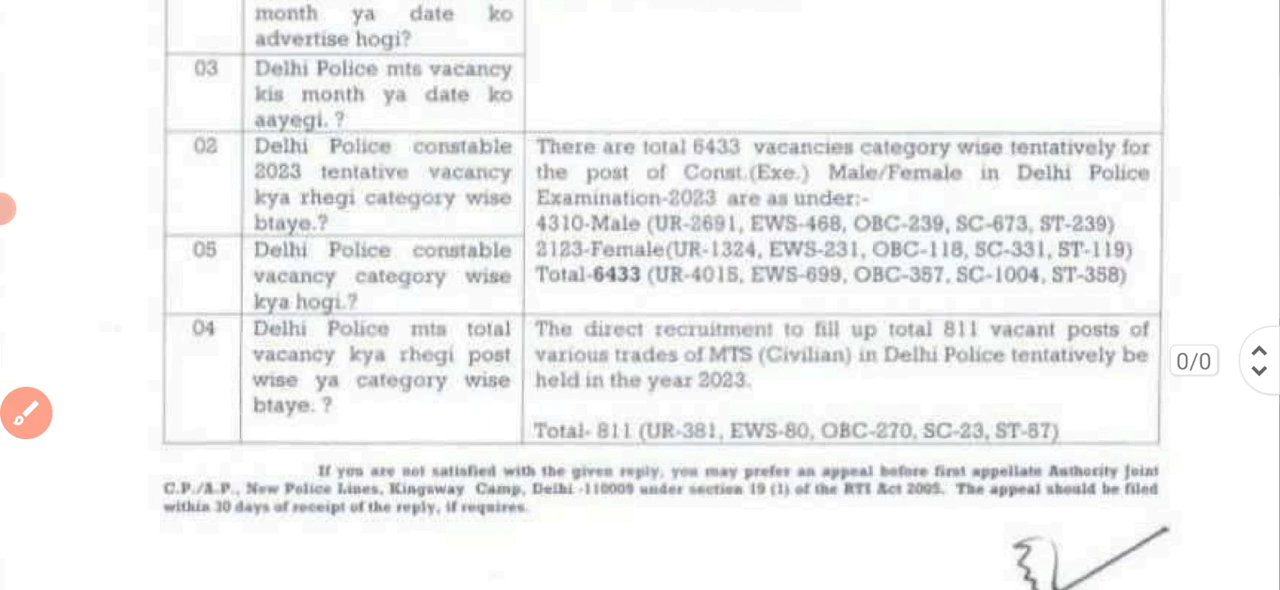 month ya date ko
advertise hogi?
03 Delhi Police mts vacancy
kis month ya date ko
aayegi. ?
02 Delhi Police constable
2023 tentative vacancy
kya rhegi category wise
btaye.?
There are total 6433 vacancies category wise tentatively for
the post of Const.(Exe.) Male/Female in Delhi Police
Examination-2023 are as under:-
4310-Male (UR-2691, EWS-468, OBC-239, SC-673, ST-239)
05 Delhi Police constable
vacancy category wise
kya hogi.?
2123-Female(UR-1324, EWS-231, OBC-118, SC-331, ST-119)
Total-6433 (UR-4015, EWS-699, OBC-357, SC-1004, ST-358)
04 Delhi Police mts total
vacancy kya rhegi post
wise ya category wise
btaye. ?
The direct recruitment to fill up total 811 vacant posts of
various trades of MTS (Civilian) in Delhi Police tentatively be
held in the year 2023.
Total- 811 (UR-381, EWS-80, OBC-270, SC-23, ST-57)
0/0
If you are not satisfied with the given reply, you may prefer an appeal before first appellate Authority Joint
C.P./A.P., New Police Lines, Kingsway Camp, Delhi -110009 under section 19 (1) of the RTI Act 2005. The appeal should be filed
within 30 days of receipt of the reply, if requires.